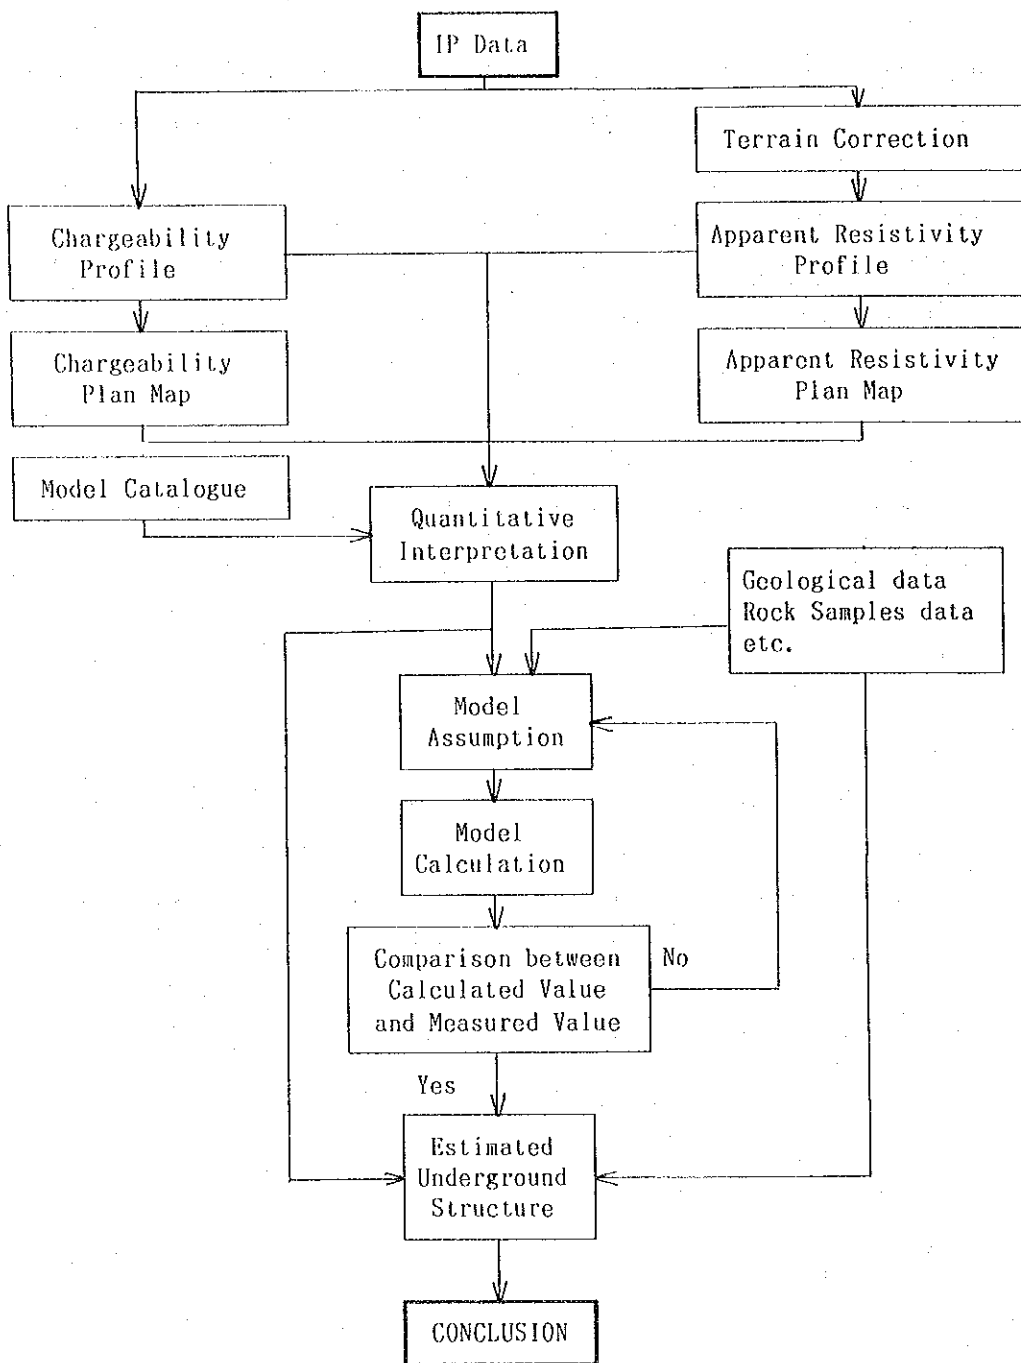 IP Data
Terrain Correction
Chargeability
Profile
Apparent Resistivity
Profile
Chargeability
Plan Map
Apparent Resistivity
Plan Map
Model Catalogue
Quantitative
Interpretation
Geological data
Rock Samples data
etc.
Model
Assumption
Model
Calculation
Comparison between
Calculated Value
and Measured Value
No
Yes
Estimated
Underground
Structure
CONCLUSION